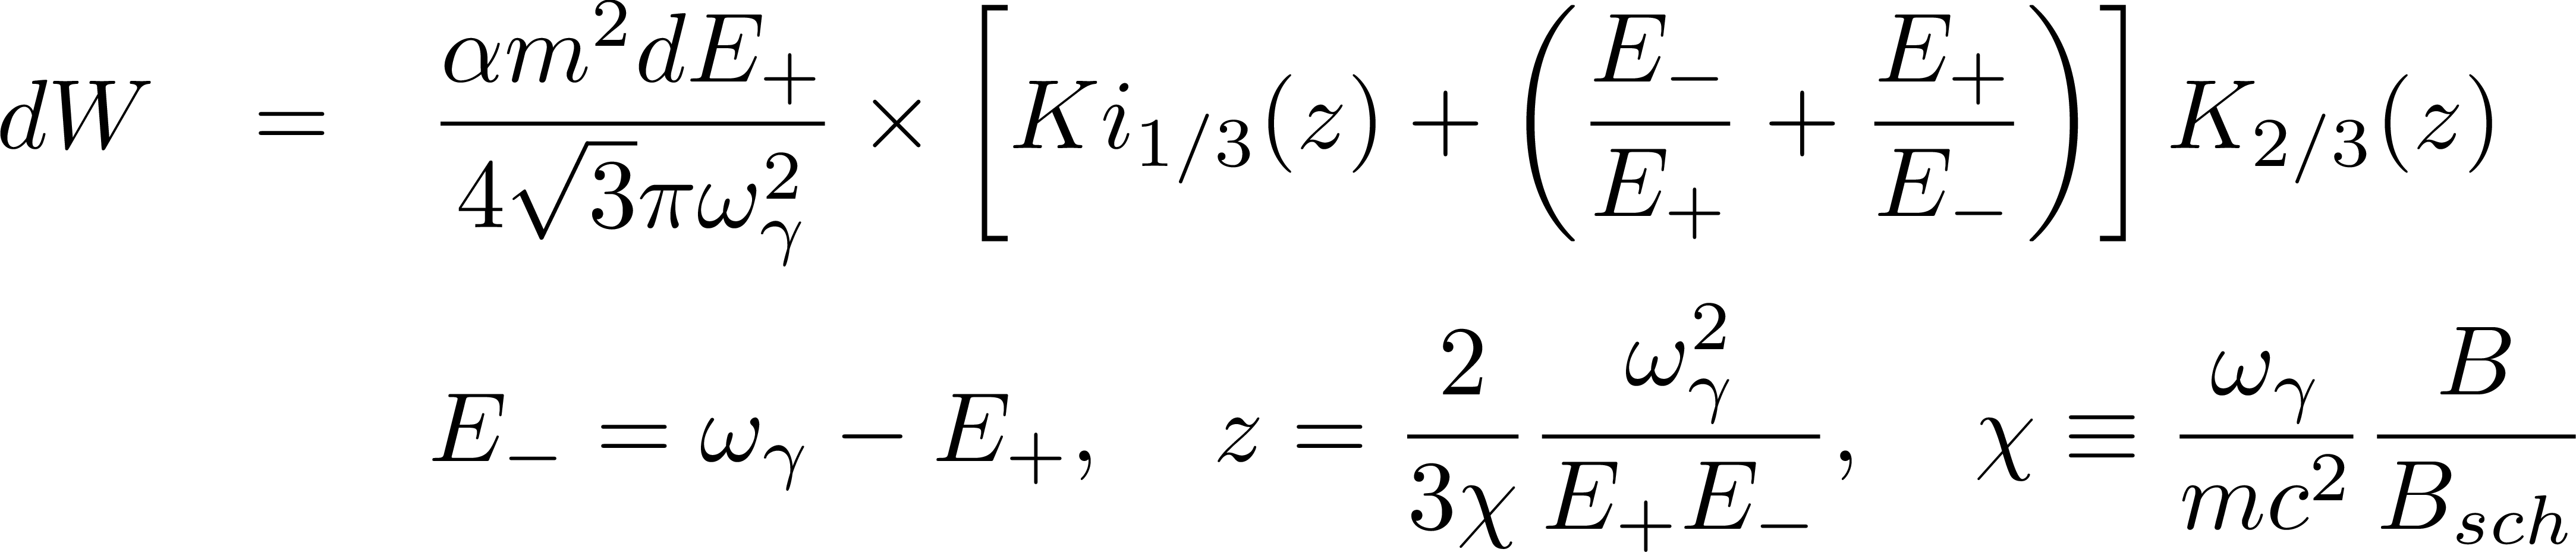 dW = \frac{\alpha m^2 dE_+}{4\sqrt{3}\pi\omega_\gamma^2} \times \left[ Ki_{1/3}(z) + \left( \frac{E_-}{E_+} + \frac{E_+}{E_-} \right) \right] K_{2/3}(z)
E_- = \omega_\gamma - E_+, \quad z = \frac{2}{3\chi} \frac{\omega_\gamma^2}{E_+ E_-}, \quad \chi \equiv \frac{\omega_\gamma}{mc^2} \frac{B}{B_{sch}}